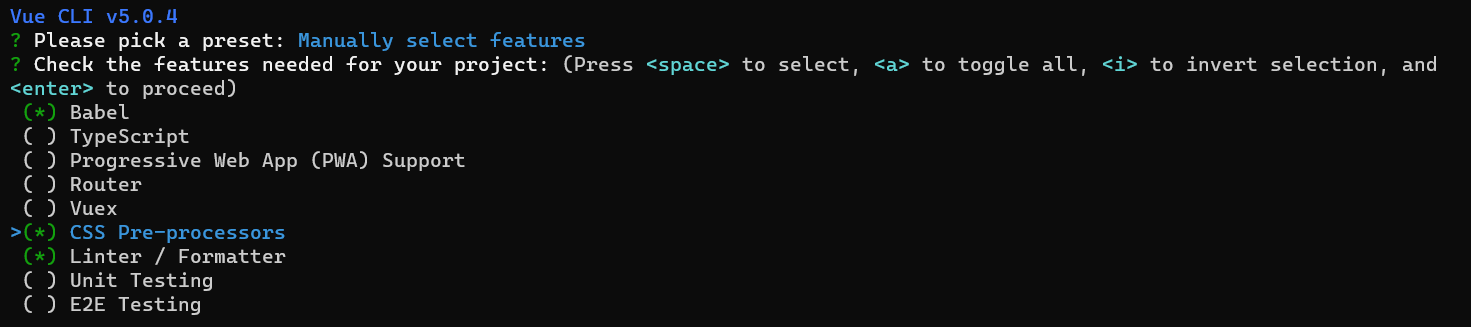 Vue CLI v5.0.4
? Please pick a preset: Manually select features
? Check the features needed for your project: (Press <space> to select, <a> to toggle all, <i> to invert selection, and
<enter> to proceed)
(*) Babel
( ) TypeScript
( ) Progressive Web App (PWA) Support
( ) Router
( ) Vuex
>(*) CSS Pre-processors
(*) Linter / Formatter
( ) Unit Testing
( ) E2E Testing